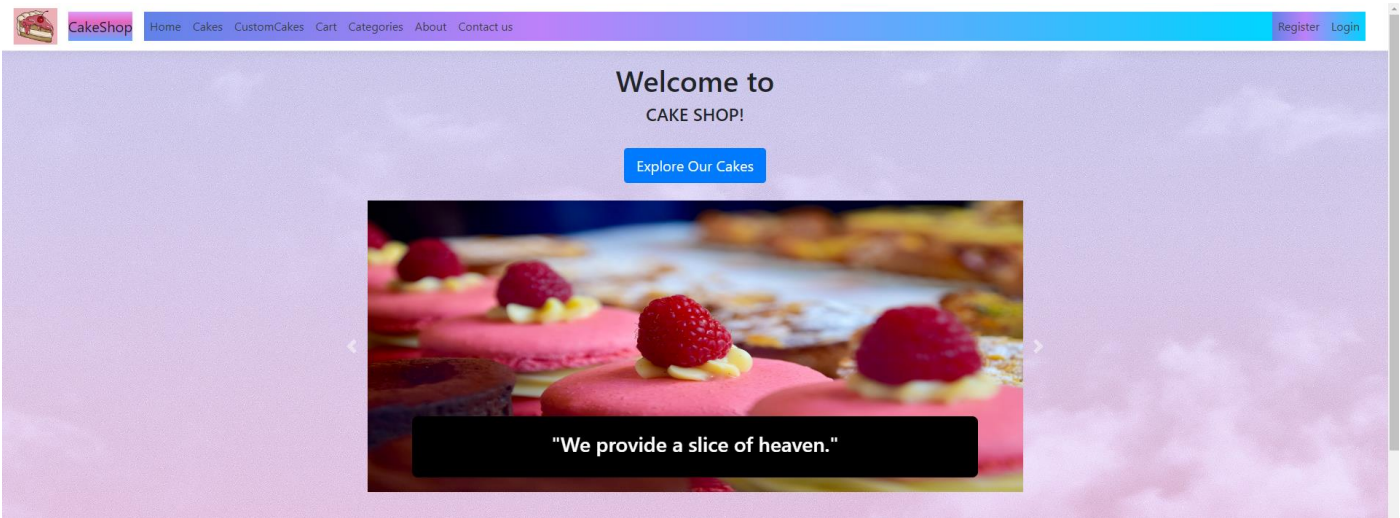 CakeShop Home Cakes CustomCakes Cart Categories About Contact us Register Login
Welcome to
CAKE SHOP!
Explore Our Cakes
"We provide a slice of heaven."